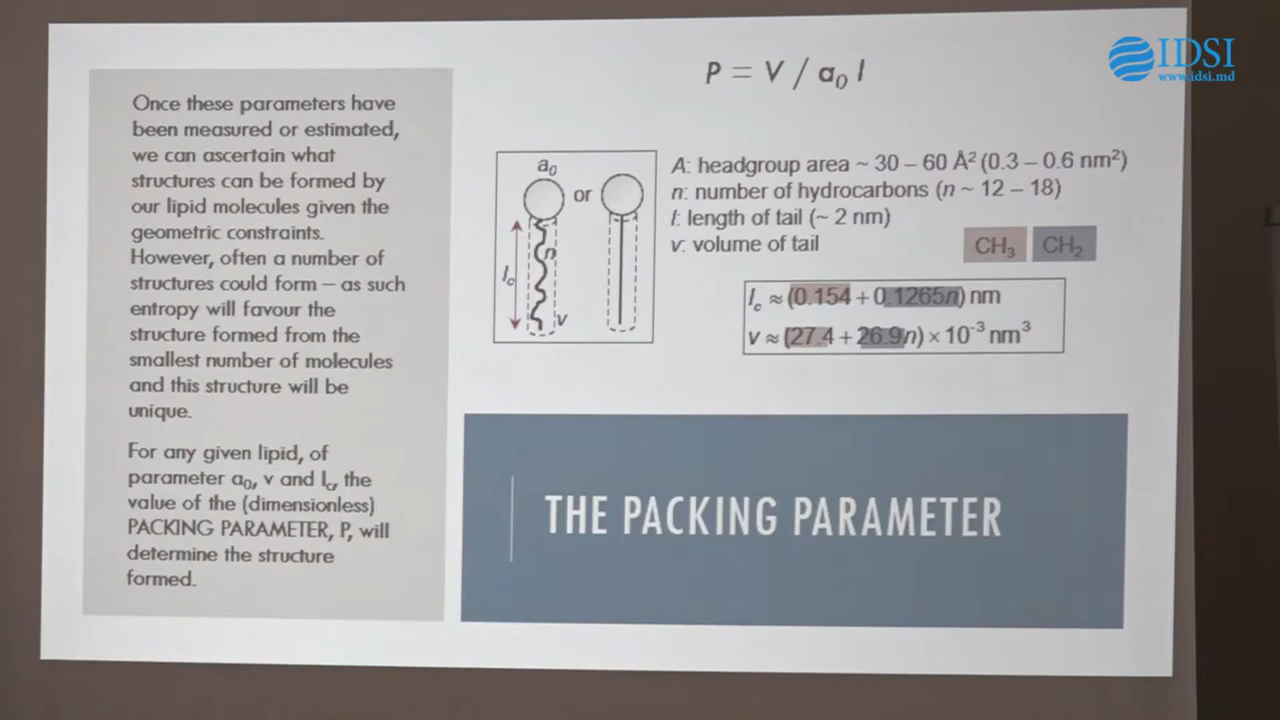 IDSI
www.idsi.md
P = V / a₀ l
Once these parameters have
been measured or estimated,
we can ascertain what
structures can be formed by
our lipid molecules given the
geometric constraints.
However, often a number of
structures could form – as such
entropy will favour the
structure formed from the
smallest number of molecules
and this structure will be
unique.
For any given lipid, of
parameter a₀, v and l꜀, the
value of the (dimensionless)
PACKING PARAMETER, P, will
determine the structure
formed.
a₀
or
n
l꜀
v
A: headgroup area ~ 30 – 60 Å² (0.3 – 0.6 nm²)
n: number of hydrocarbons (n ~ 12 – 18)
l: length of tail (~ 2 nm)
v: volume of tail
CH₃ CH₂
l꜀ ≈ (0.154 + 0.1265n) nm
v ≈ (27.4 + 26.9n) × 10⁻³ nm³
THE PACKING PARAMETER